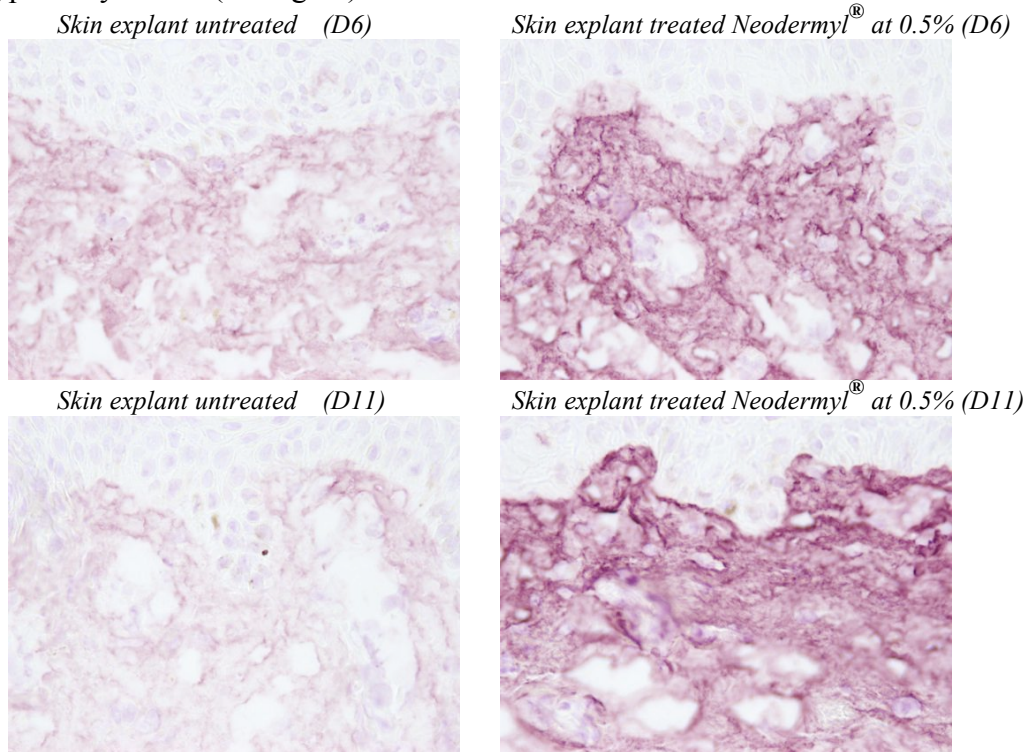 Skin explant untreated (D6)
Skin explant treated Neodermyl® at 0.5% (D6)
Skin explant untreated (D11)
Skin explant treated Neodermyl® at 0.5% (D11)